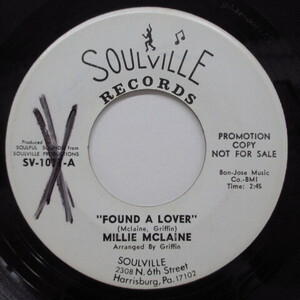 SOULVILLE
RECORDS
Produced
SOULFUL SOUNDS From
SOULVILLE PRODUCTIONS
SV-A
PROMOTION
COPY
NOT FOR SALE
Bon-Jose Music
Co.-BMI
Time: 2:45
"FOUND A LOVER"
(Mclaine, Griffin)
MILLIE MCLAINE
Arranged By Griffin
SOULVILLE
2308 N. 6th Street
Harrisburg, Pa. 17102